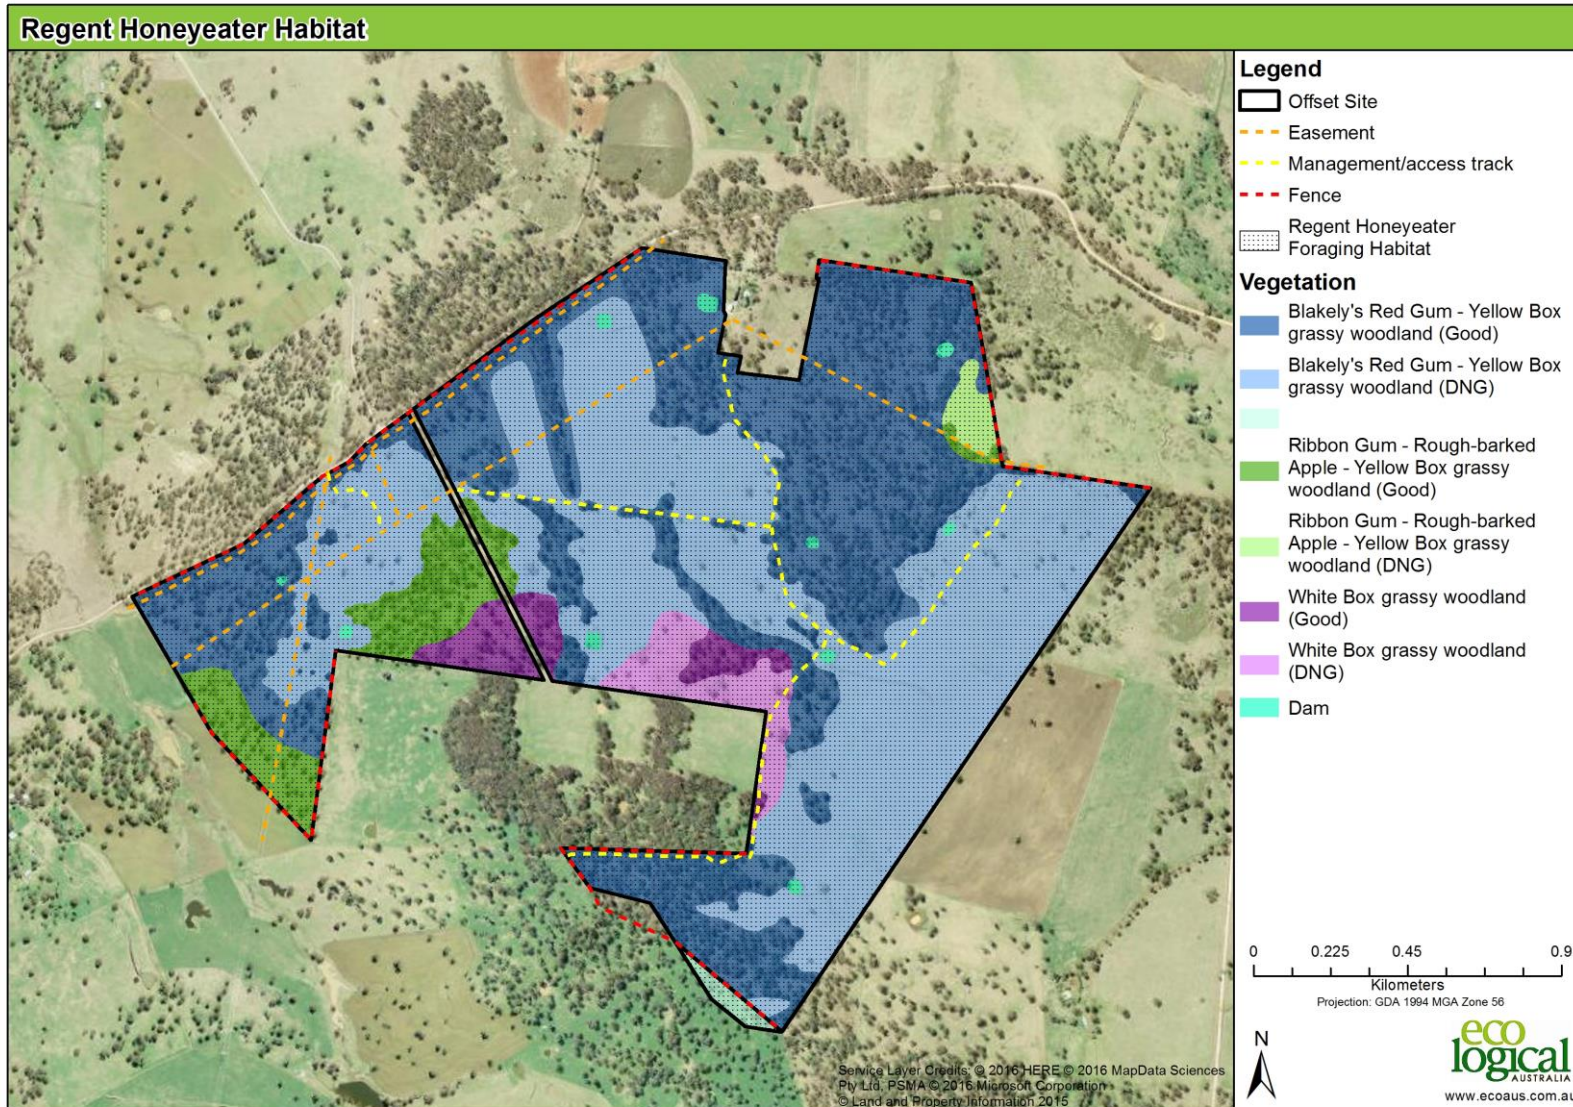 Regent Honeyeater Habitat
Legend
Offset Site
Easement
Management/access track
Fence
Regent Honeyeater
Foraging Habitat
Vegetation
Blakely's Red Gum - Yellow Box
grassy woodland (Good)
Blakely's Red Gum - Yellow Box
grassy woodland (DNG)
Ribbon Gum - Rough-barked
Apple - Yellow Box grassy
woodland (Good)
Ribbon Gum - Rough-barked
Apple - Yellow Box grassy
woodland (DNG)
White Box grassy woodland
(Good)
White Box grassy woodland
(DNG)
Dam
0 0.225 0.45 0.9
Kilometers
Projection: GDA 1994 MGA Zone 56
N
eco
logical
AUSTRALIA
www.ecoaus.com.au
Service Layer Credits: © 2016 HERE © 2016 MapData Sciences
Pty Ltd, PSMA © 2016 Microsoft Corporation
© Land and Property Information 2015